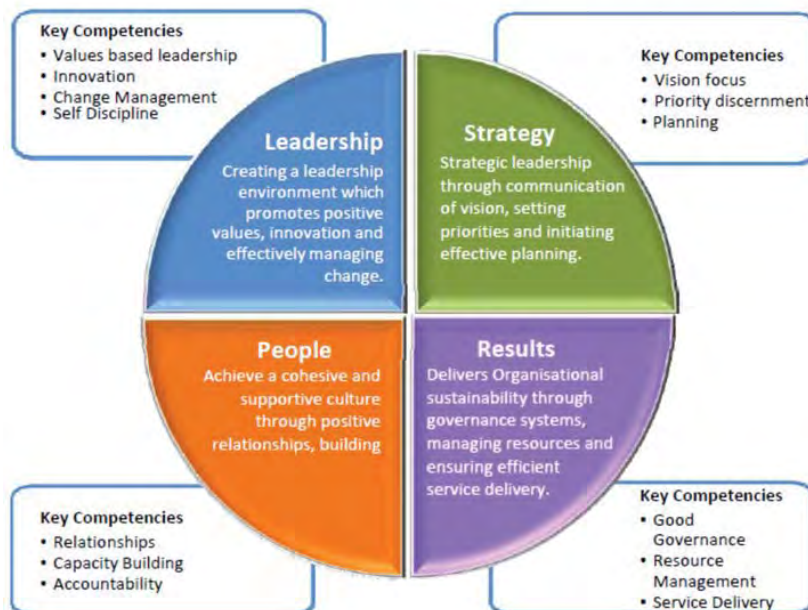 Key Competencies
• Values based leadership
• Innovation
• Change Management
• Self Discipline
Key Competencies
• Vision focus
• Priority discernment
• Planning
Leadership
Creating a leadership
environment which
promotes positive
values, innovation and
effectively managing
change.
Strategy
Strategic leadership
through communication
of vision, setting
priorities and initiating
effective planning.
People
Achieve a cohesive and
supportive culture
through positive
relationships, building
Results
Delivers Organisational
sustainability through
governance systems,
managing resources and
ensuring efficient
service delivery.
Key Competencies
• Relationships
• Capacity Building
• Accountability
Key Competencies
• Good
Governance
• Resource
Management
• Service Delivery